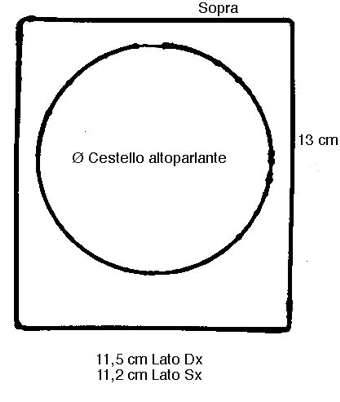 Sopra
13 cm
Ø Cestello altoparlante
11,5 cm Lato Dx
11,2 cm Lato Sx